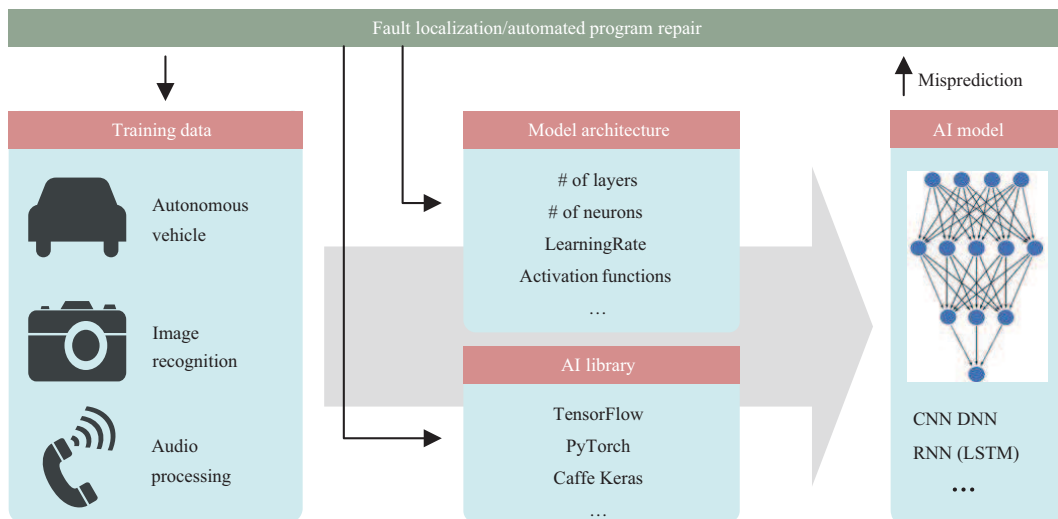 Fault localization/automated program repair
Misprediction
Training data
Autonomous
vehicle
Image
recognition
Audio
processing
Model architecture
# of layers
# of neurons
LearningRate
Activation functions
…
AI library
TensorFlow
PyTorch
Caffe Keras
…
AI model
CNN DNN
RNN (LSTM)
…